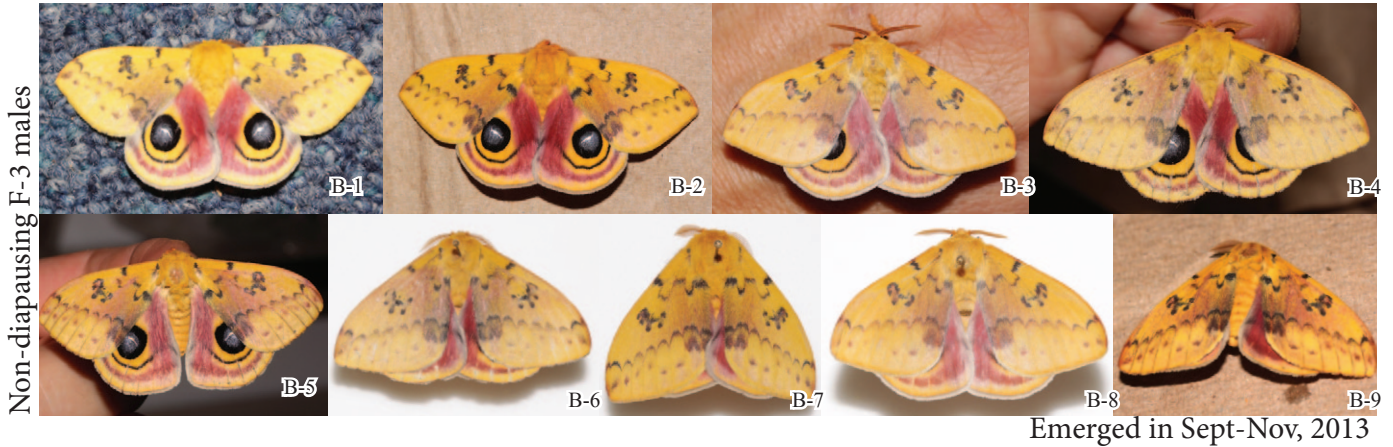 Non-diapausing F-3 males
B-1
B-2
B-3
B-4
B-5
B-6
B-7
B-8
B-9
Emerged in Sept-Nov, 2013